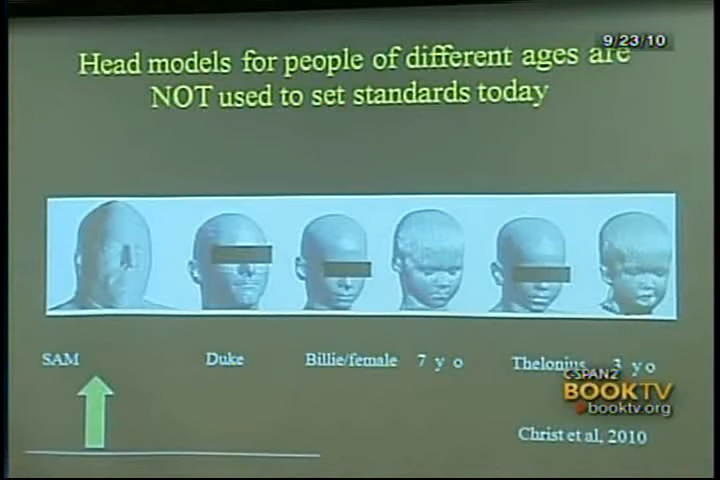 9/23/10
Head models for people of different ages are
NOT used to set standards today
SAM Duke Billie/female 7 y o Thelonius 3 y o
C-SPAN2
BOOKTV
booktv.org
Christ et al, 2010